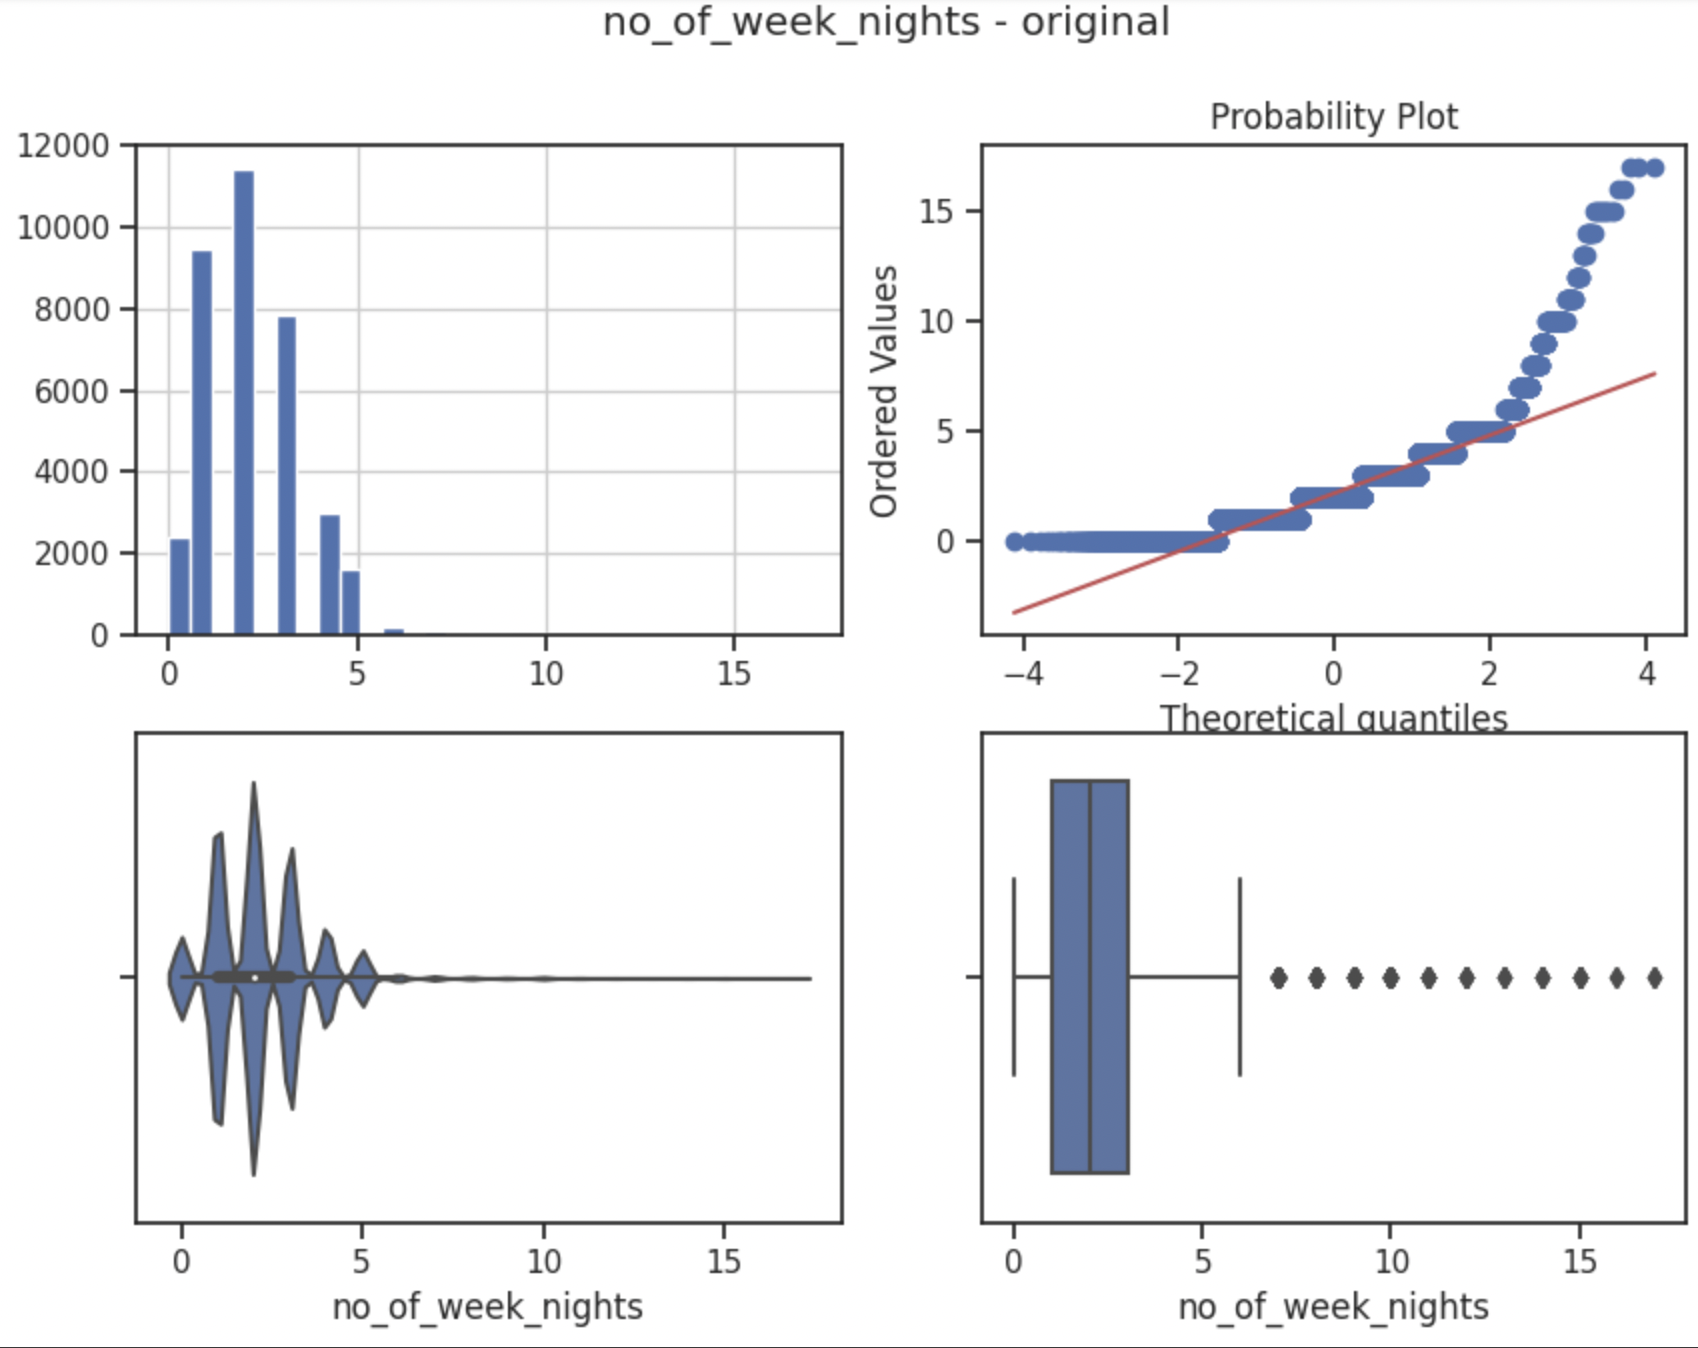 no_of_week_nights - original
12000
10000
8000
6000
4000
2000
0
0 5 10 15
Probability Plot
Ordered Values
15
10
5
0
−4 −2 0 2 4
Theoretical quantiles
0 5 10 15
no_of_week_nights
0 5 10 15
no_of_week_nights